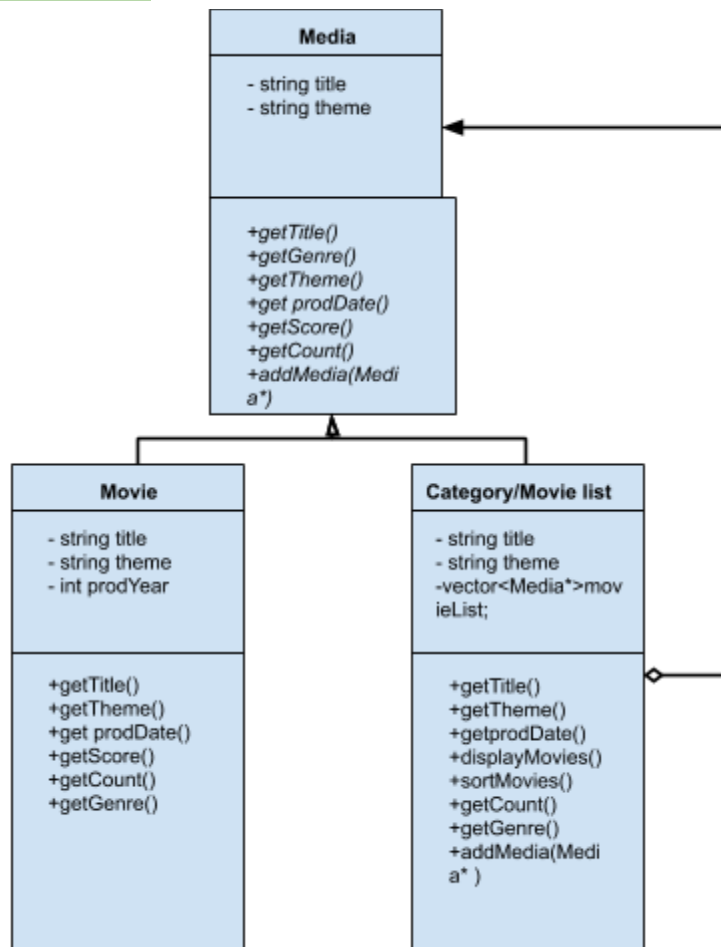 Media
- string title
- string theme
+getTitle()
+getGenre()
+getTheme()
+get prodDate()
+getScore()
+getCount()
+addMedia(Medi
a*)
Movie
- string title
- string theme
- int prodYear
+getTitle()
+getTheme()
+get prodDate()
+getScore()
+getCount()
+getGenre()
Category/Movie list
- string title
- string theme
-vector<Media*>mov
ieList;
+getTitle()
+getTheme()
+getprodDate()
+displayMovies()
+sortMovies()
+getCount()
+getGenre()
+addMedia(Medi
a* )